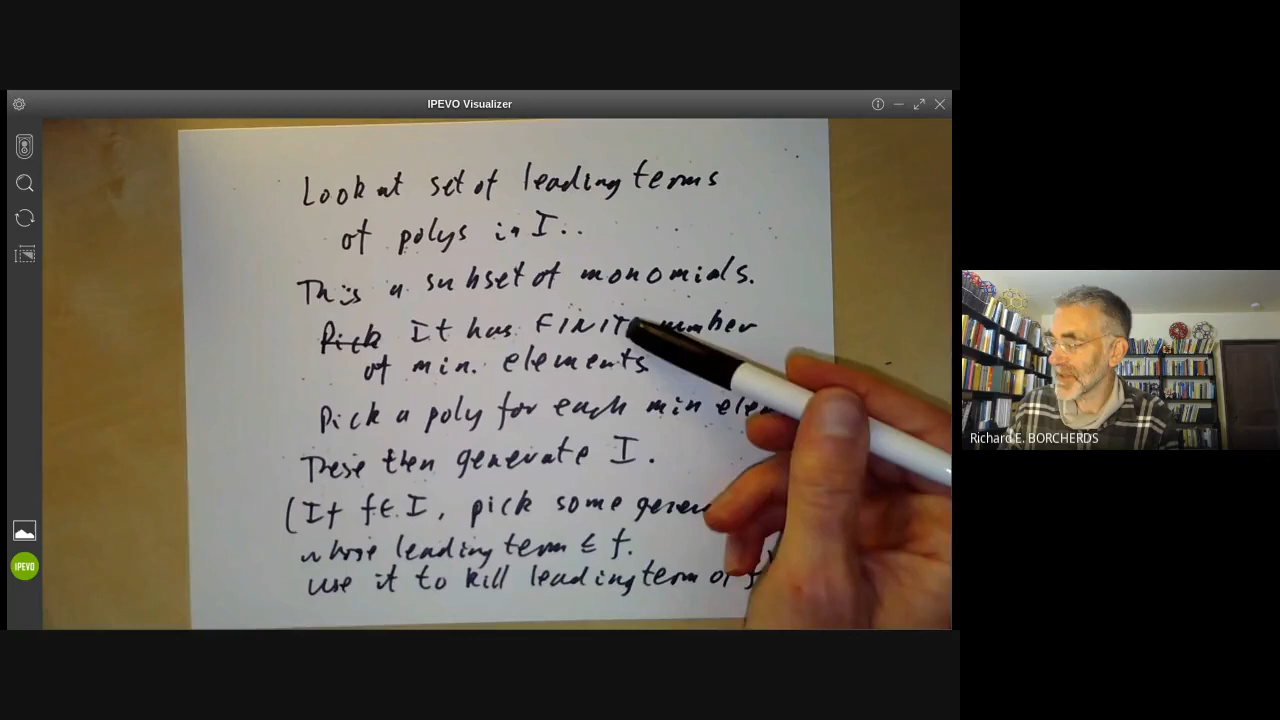 IPEVO Visualizer
Look at set of leading terms
of polys in I..
This is a subset of monomials.
Pick It has FINITE number
of min. elements
Pick a poly for each min elem
These then generate I.
(If f ∈ I, pick some gener
whose leading term ≤ f.
use it to kill leading term of f)
Richard E. BORCHERDS
IPEVO